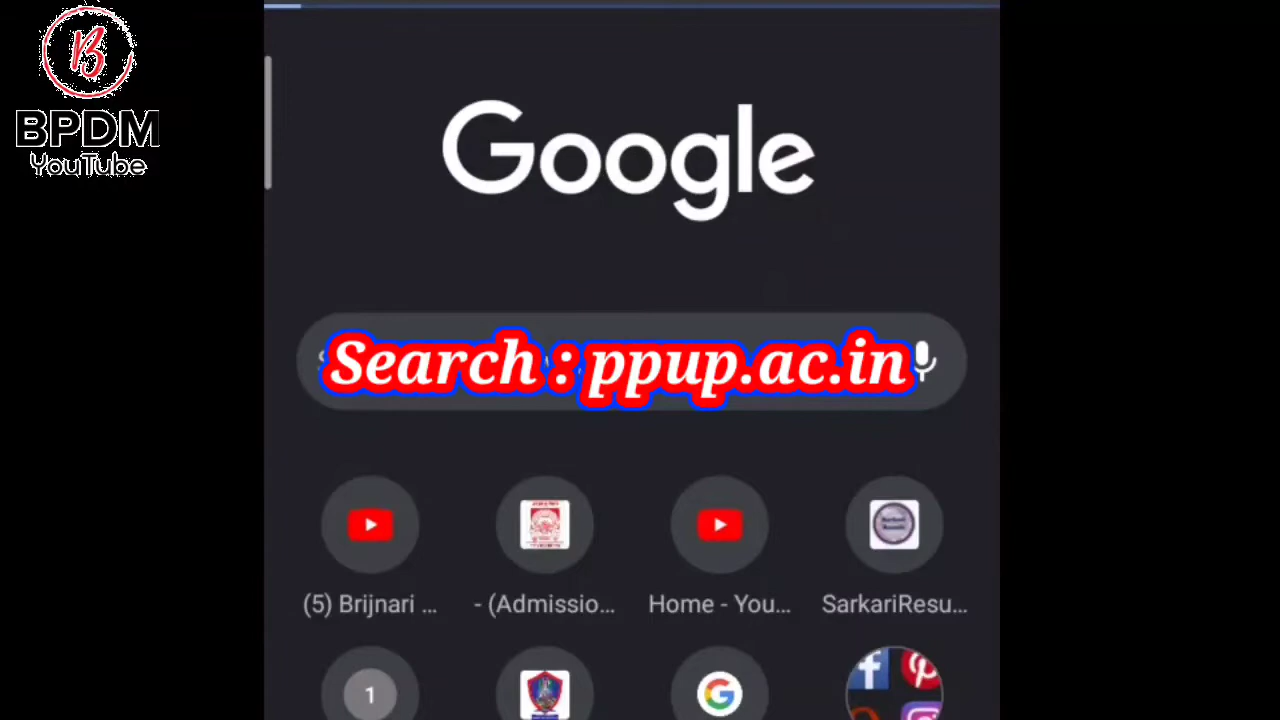 B
BPDM
YouTube
Google
Search : ppup.ac.in
(5) Brijnari ...
- (Admissio...
Home - You...
SarkariResu...
1